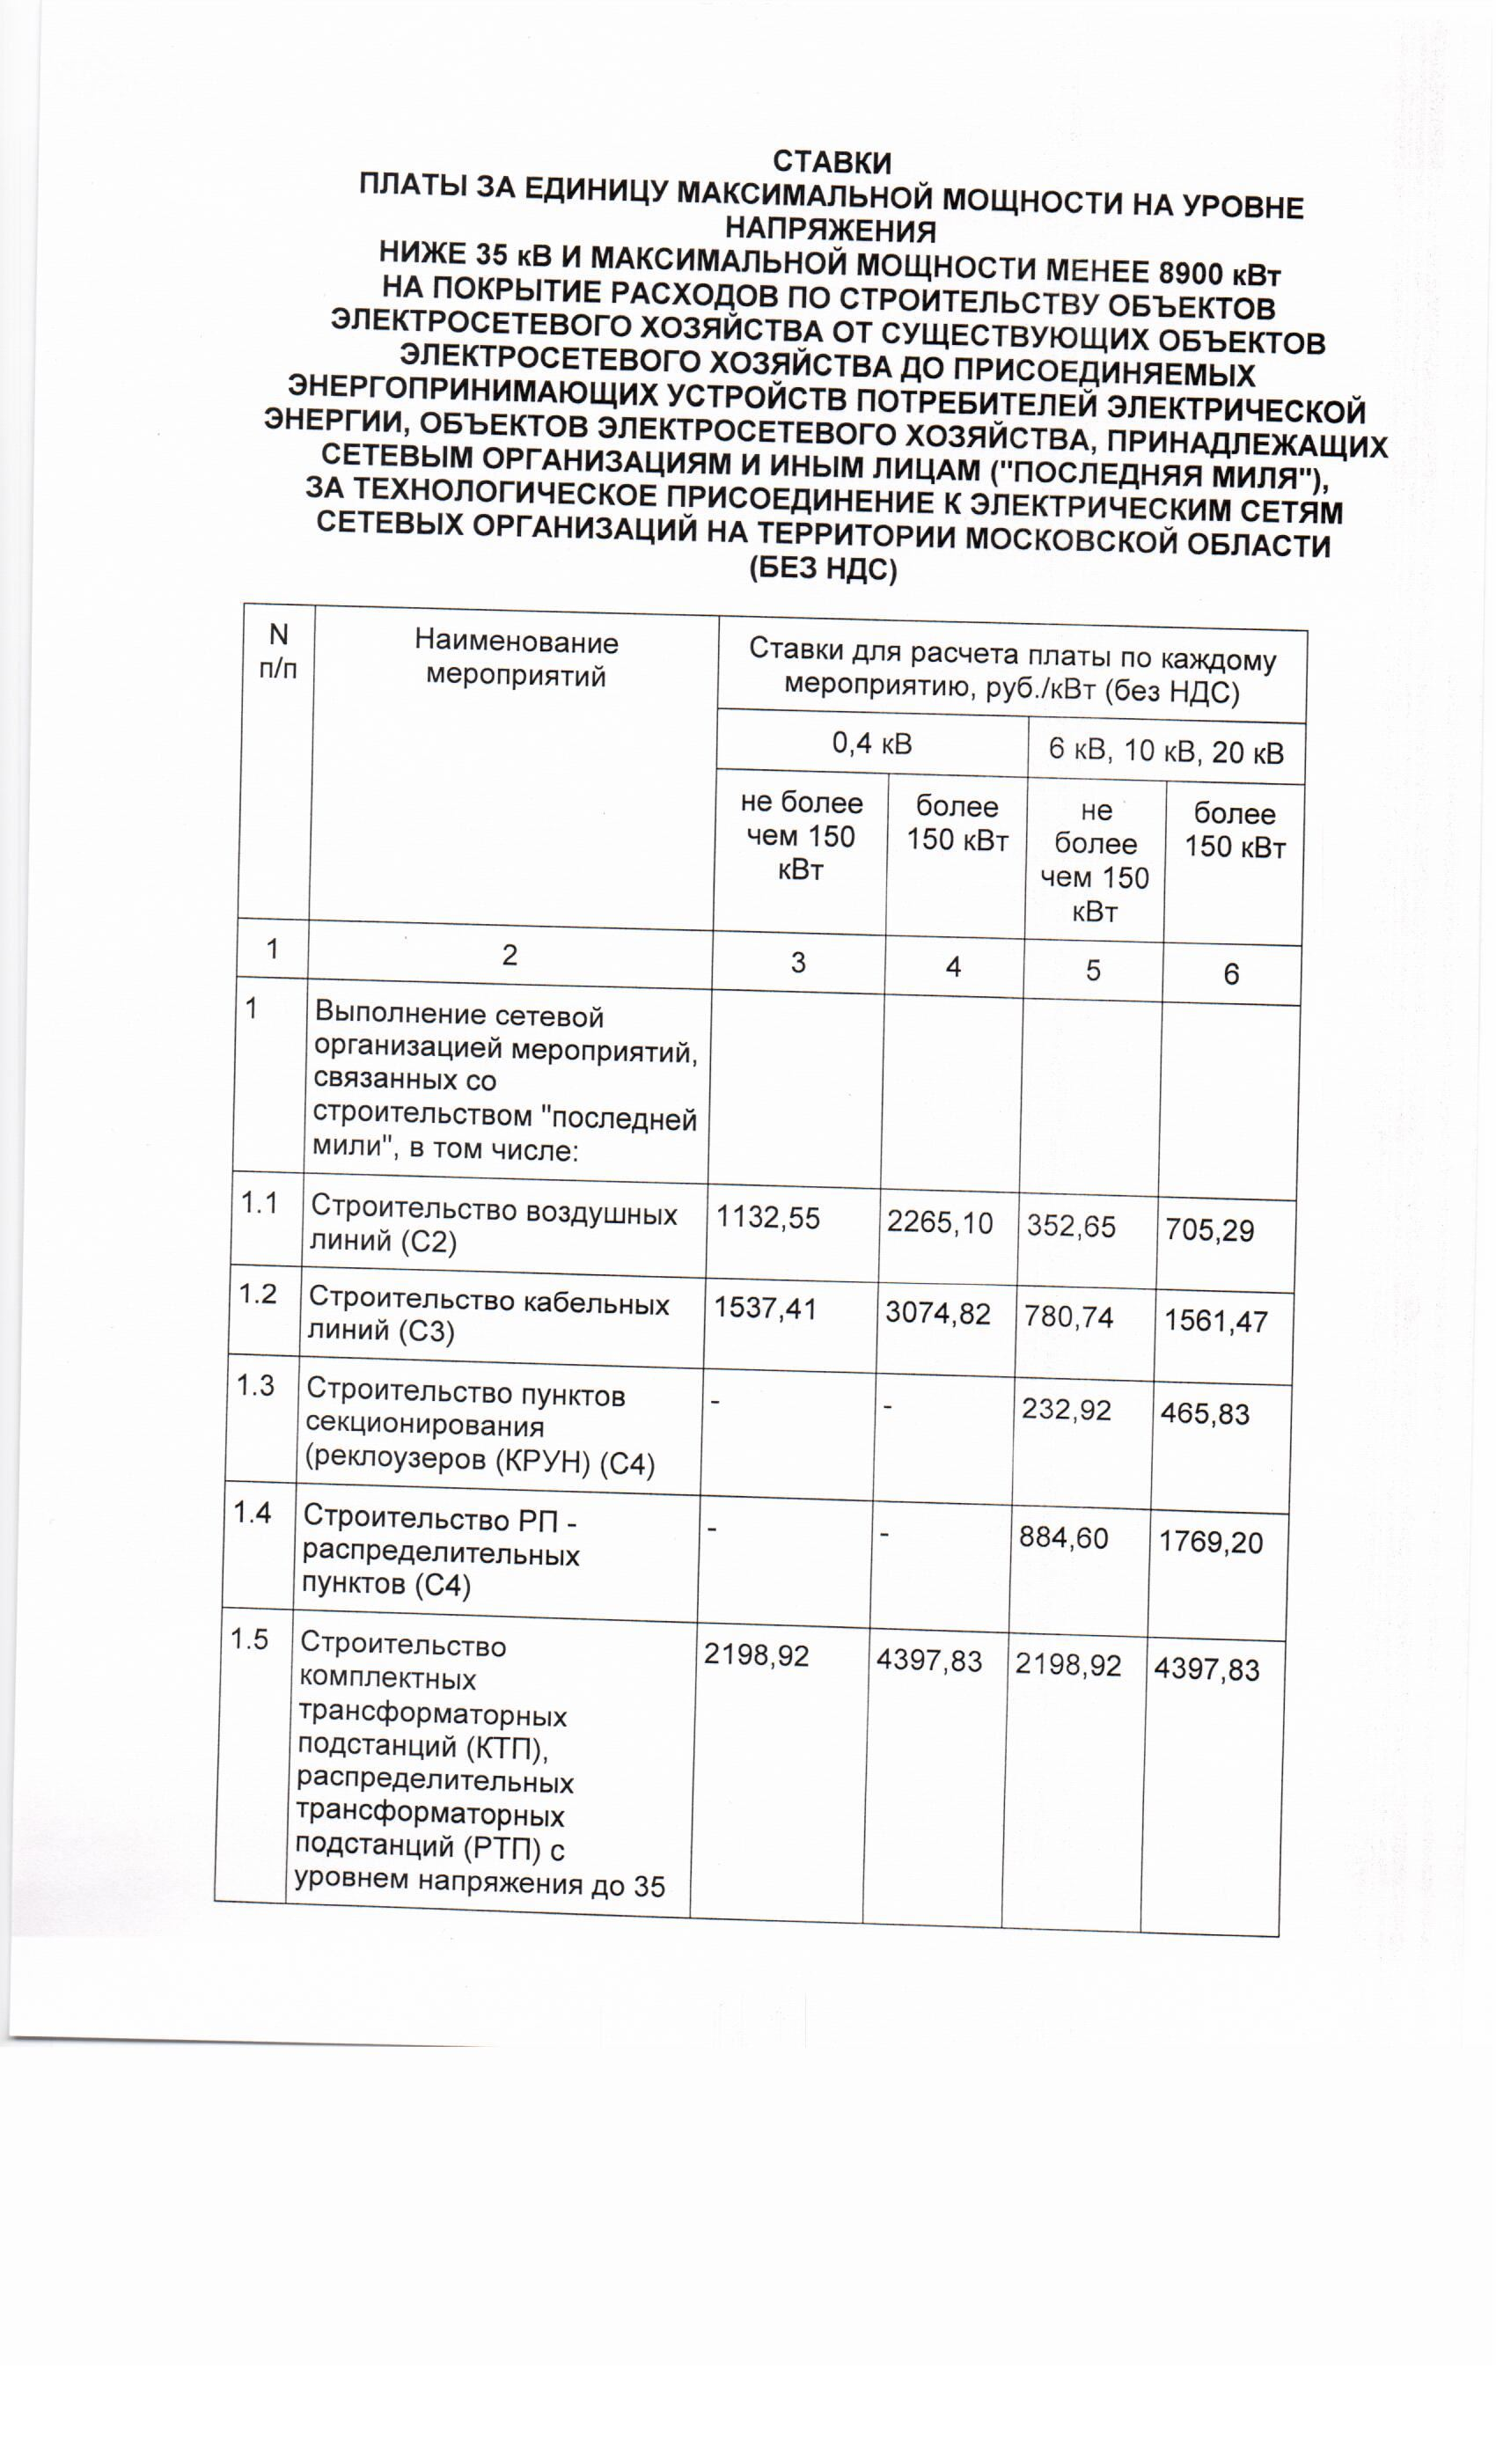 СТАВКИ
ПЛАТЫ ЗА ЕДИНИЦУ МАКСИМАЛЬНОЙ МОЩНОСТИ НА УРОВНЕ
НАПРЯЖЕНИЯ
НИЖЕ 35 кВ И МАКСИМАЛЬНОЙ МОЩНОСТИ МЕНЕЕ 8900 кВт
НА ПОКРЫТИЕ РАСХОДОВ ПО СТРОИТЕЛЬСТВУ ОБЪЕКТОВ
ЭЛЕКТРОСЕТЕВОГО ХОЗЯЙСТВА ОТ СУЩЕСТВУЮЩИХ ОБЪЕКТОВ
ЭЛЕКТРОСЕТЕВОГО ХОЗЯЙСТВА ДО ПРИСОЕДИНЯЕМЫХ
ЭНЕРГОПРИНИМАЮЩИХ УСТРОЙСТВ ПОТРЕБИТЕЛЕЙ ЭЛЕКТРИЧЕСКОЙ
ЭНЕРГИИ, ОБЪЕКТОВ ЭЛЕКТРОСЕТЕВОГО ХОЗЯЙСТВА, ПРИНАДЛЕЖАЩИХ
СЕТЕВЫМ ОРГАНИЗАЦИЯМ И ИНЫМ ЛИЦАМ ("ПОСЛЕДНЯЯ МИЛЯ"),
ЗА ТЕХНОЛОГИЧЕСКОЕ ПРИСОЕДИНЕНИЕ К ЭЛЕКТРИЧЕСКИМ СЕТЯМ
СЕТЕВЫХ ОРГАНИЗАЦИЙ НА ТЕРРИТОРИИ МОСКОВСКОЙ ОБЛАСТИ
(БЕЗ НДС)
N
п/п
Наименование
мероприятий
Ставки для расчета платы по каждому
мероприятию, руб./кВт (без НДС)
0,4 кВ
6 кВ, 10 кВ, 20 кВ
не более
чем 150
кВт
более
150 кВт
не
более
чем 150
кВт
более
150 кВт
1 2 3 4 5 6
1
Выполнение сетевой
организацией мероприятий,
связанных со
строительством "последней
мили", в том числе:
1.1
Строительство воздушных
линий (С2)
1132,55 2265,10 352,65 705,29
1.2
Строительство кабельных
линий (С3)
1537,41 3074,82 780,74 1561,47
1.3
Строительство пунктов
секционирования
(реклоузеров (КРУН) (С4)
- - 232,92 465,83
1.4
Строительство РП -
распределительных
пунктов (С4)
- - 884,60 1769,20
1.5
Строительство
комплектных
трансформаторных
подстанций (КТП),
распределительных
трансформаторных
подстанций (РТП) с
уровнем напряжения до 35
2198,92 4397,83 2198,92 4397,83